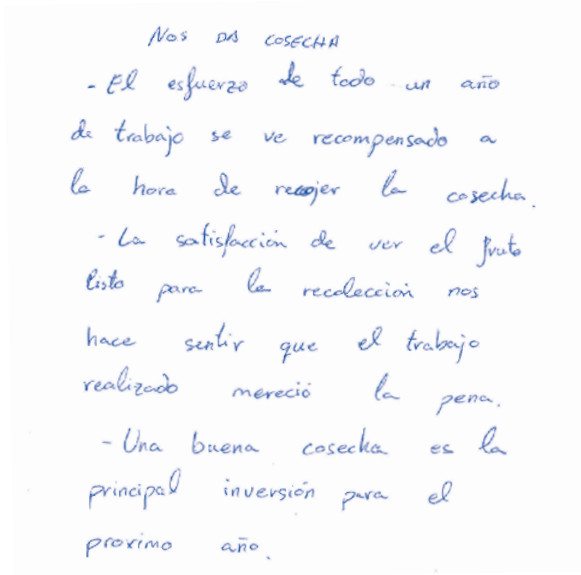 NOS DA COSECHA
- El esfuerzo de todo un año
de trabajo se ve recompensado a
la hora de recojer la cosecha.
- La satisfacción de ver el fruto
listo para la recolección nos
hace sentir que el trabajo
realizado mereció la pena.
- Una buena cosecha es la
principal inversión para el
proximo año.